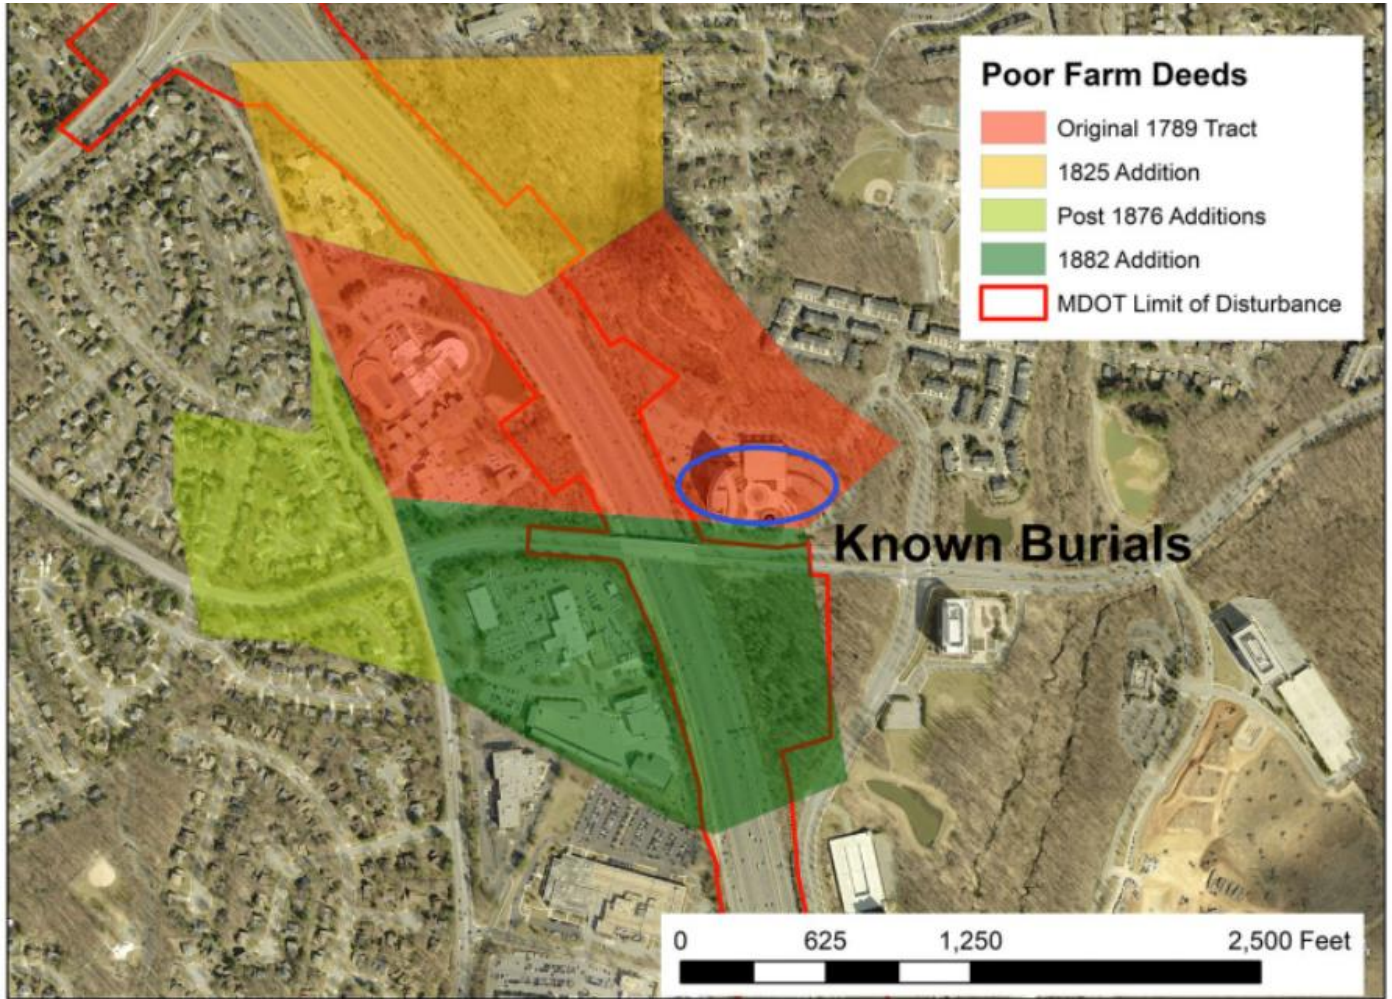 Poor Farm Deeds
Original 1789 Tract
1825 Addition
Post 1876 Additions
1882 Addition
MDOT Limit of Disturbance
Known Burials
0 625 1,250 2,500 Feet